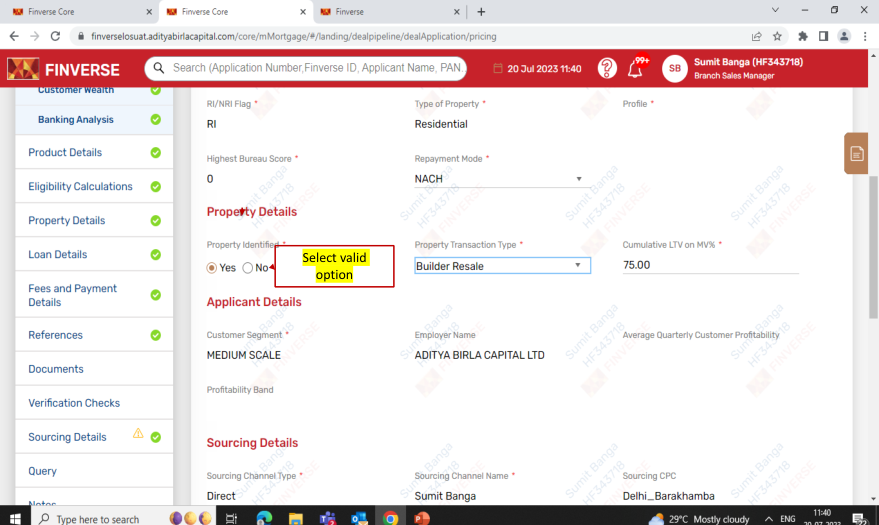 Finverse Core
Finverse Core
Finverse
finverselosuat.adityabirlacapital.com/core/mMortgage/#/landing/dealpipeline/dealApplication/pricing
FINVERSE
Search (Application Number,Finverse ID, Applicant Name, PAN.
20 Jul 2023 11:40
99+
SB
Sumit Banga (HF343718)
Branch Sales Manager
Customer Wealth
Banking Analysis
Product Details
Eligibility Calculations
Property Details
Loan Details
Fees and Payment
Details
References
Documents
Verification Checks
Sourcing Details
Query
Notes
RI/NRI Flag *
Type of Property *
Profile *
RI
Residential
Highest Bureau Score *
Repayment Mode *
0
NACH
Property Details
Property Identified *
Property Transaction Type *
Cumulative LTV on MV% *
Yes
No
Select valid
option
Builder Resale
75.00
Applicant Details
Customer Segment *
Employer Name
Average Quarterly Customer Profitability
MEDIUM SCALE
ADITYA BIRLA CAPITAL LTD
Profitability Band
Sourcing Details
Sourcing Channel Type *
Sourcing Channel Name *
Sourcing CPC
Direct
Sumit Banga
Delhi_Barakhamba
Sumit Banga
HF343718
FINVERSE
Type here to search
29°C Mostly cloudy
ENG
11:40
20-07-2023